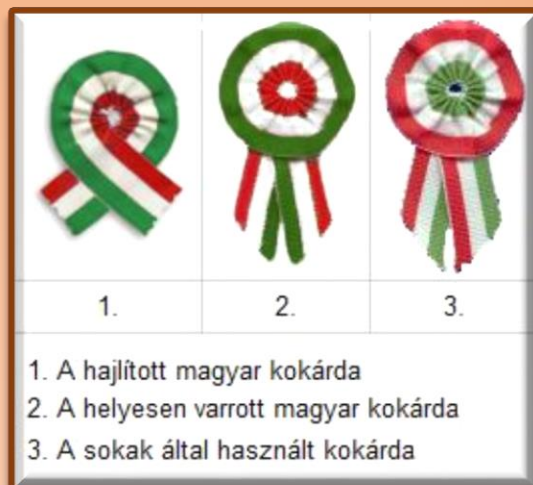 1. 2. 3.
1. A hajlított magyar kokárda
2. A helyesen varrott magyar kokárda
3. A sokak által használt kokárda